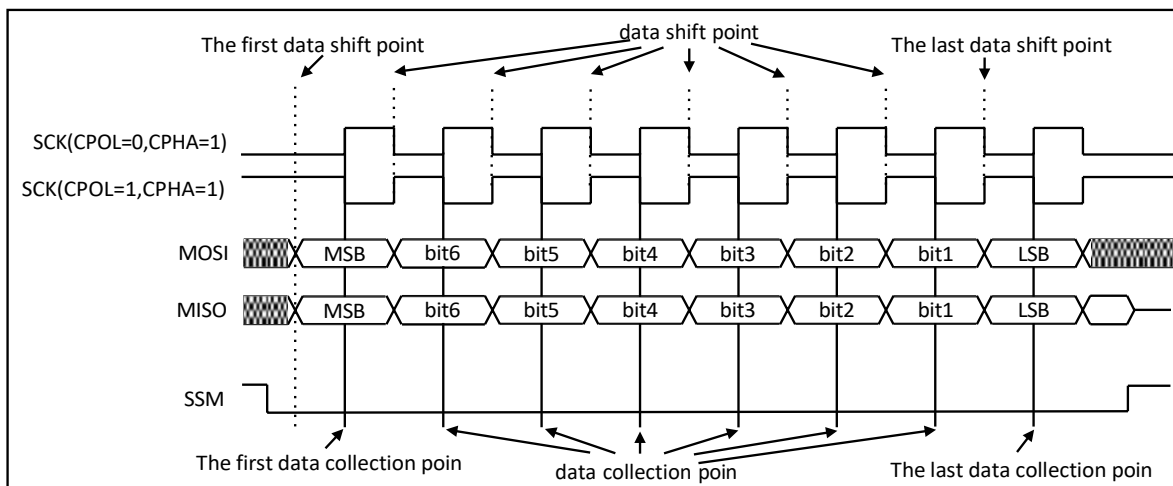 data shift point
The first data shift point
The last data shift point
SCK(CPOL=0,CPHA=1)
SCK(CPOL=1,CPHA=1)
MOSI MSB bit6 bit5 bit4 bit3 bit2 bit1 LSB
MISO MSB bit6 bit5 bit4 bit3 bit2 bit1 LSB
SSM
The first data collection poin
data collection poin
The last data collection poin